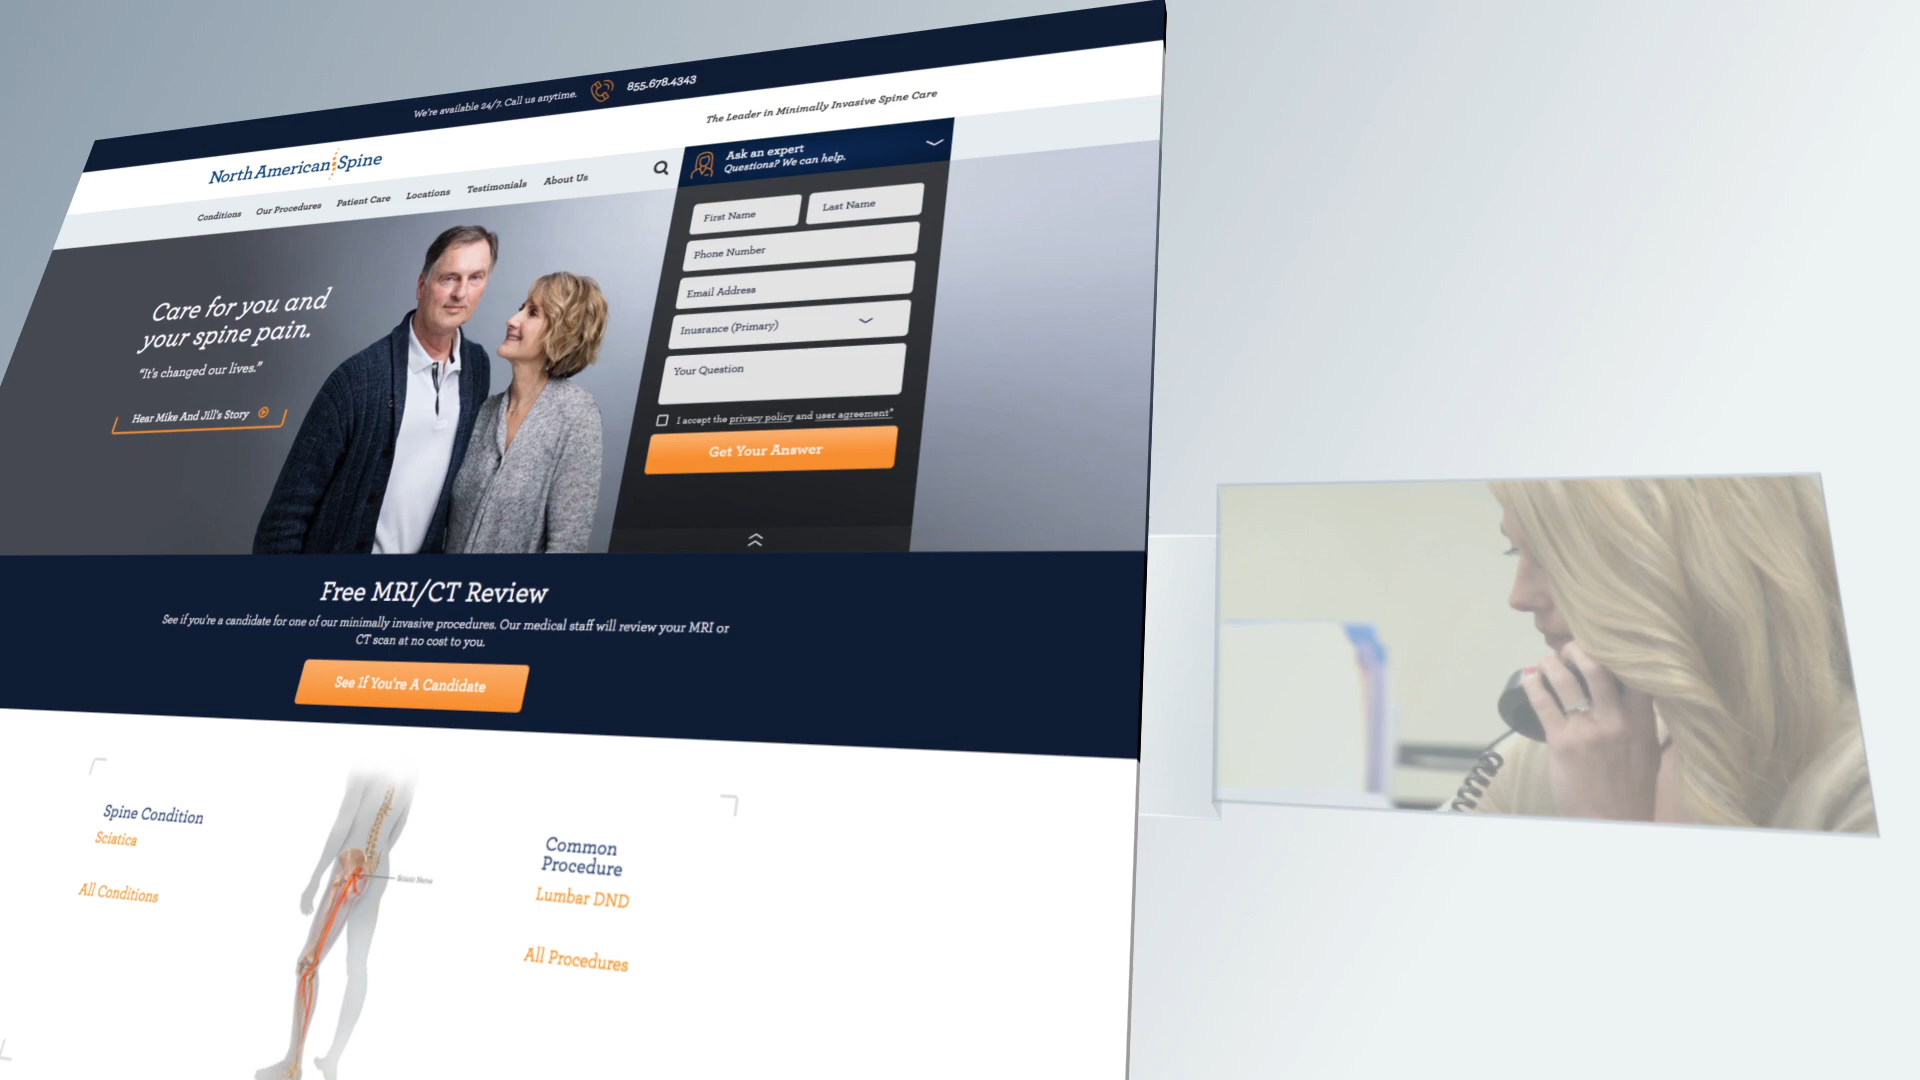 We're available 24/7. Call us anytime.
855.678.4343
North American Spine
The Leader in Minimally Invasive Spine Care
Conditions
Our Procedures
Patient Care
Locations
Testimonials
About Us
Ask an expert
Questions? We can help.
First Name
Last Name
Phone Number
Email Address
Inusrance (Primary)
Your Question
I accept the privacy policy and user agreement*
Get Your Answer
Care for you and
your spine pain.
"It's changed our lives."
Hear Mike And Jill's Story
Free MRI/CT Review
See if you're a candidate for one of our minimally invasive procedures. Our medical staff will review your MRI or
CT scan at no cost to you.
See If You're A Candidate
Spine Condition
Sciatica
All Conditions
Sciatic Nerve
Common
Procedure
Lumbar DND
All Procedures